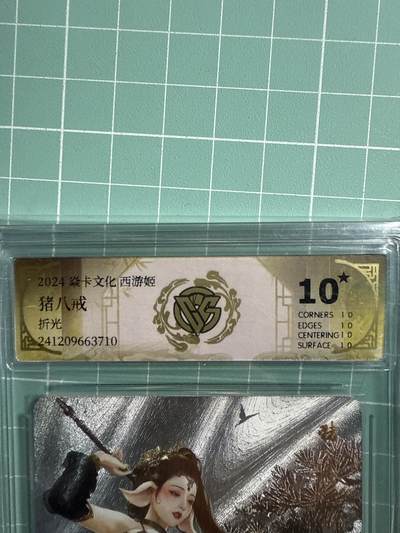 2024 焱卡文化 西游姬
猪八戒
折光
241209663710
10★
CORNERS 10
EDGES 10
CENTERING 10
SURFACE 10